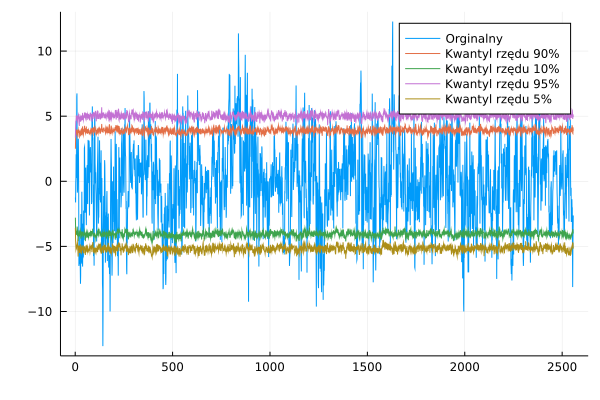 Orginalny
Kwantyl rzędu 90%
Kwantyl rzędu 10%
Kwantyl rzędu 95%
Kwantyl rzędu 5%
10
5
0
−5
−10
0 500 1000 1500 2000 2500